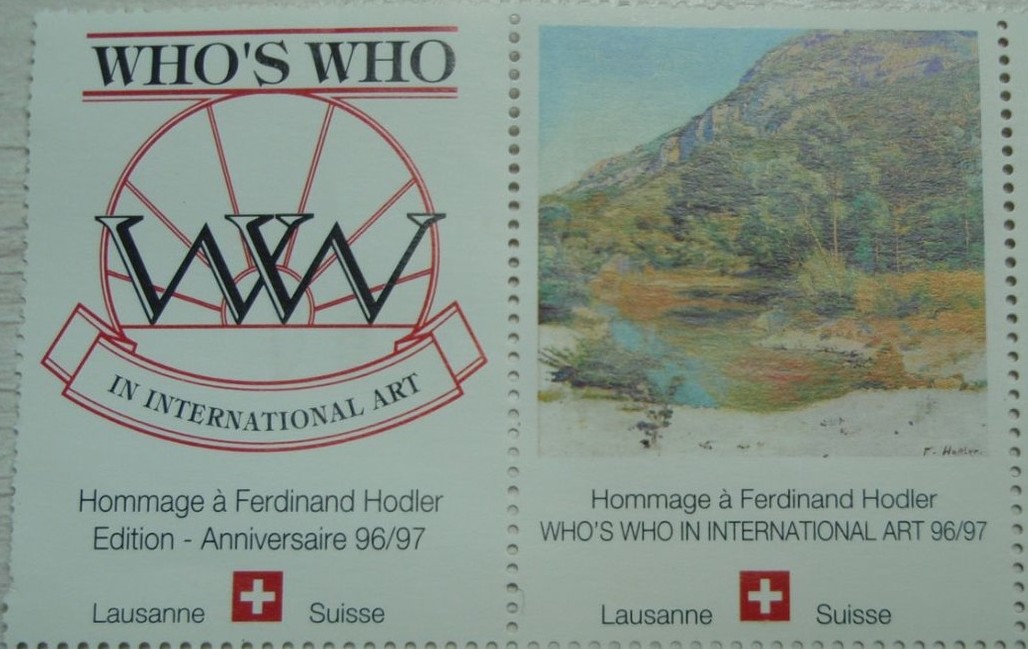 WHO'S WHO
WW
IN INTERNATIONAL ART
Hommage à Ferdinand Hodler
Edition - Anniversaire 96/97
Lausanne Suisse
F. Hodler.
Hommage à Ferdinand Hodler
WHO'S WHO IN INTERNATIONAL ART 96/97
Lausanne Suisse